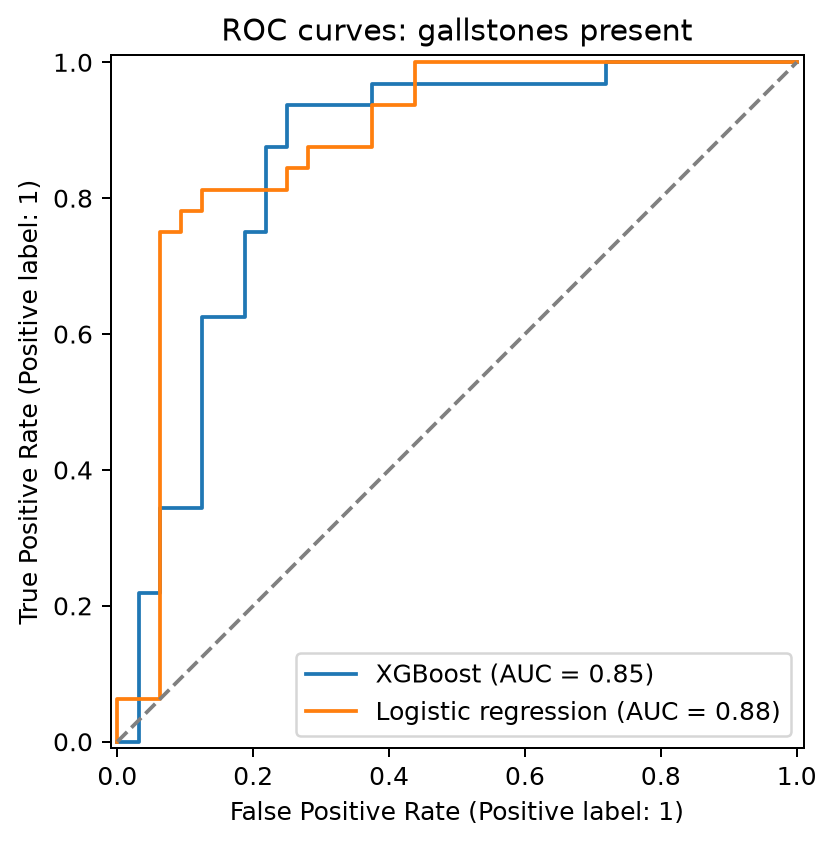 ROC curves: gallstones present
1.0
0.8
0.6
0.4
0.2
0.0
True Positive Rate (Positive label: 1)
XGBoost (AUC = 0.85)
Logistic regression (AUC = 0.88)
0.0 0.2 0.4 0.6 0.8 1.0
False Positive Rate (Positive label: 1)